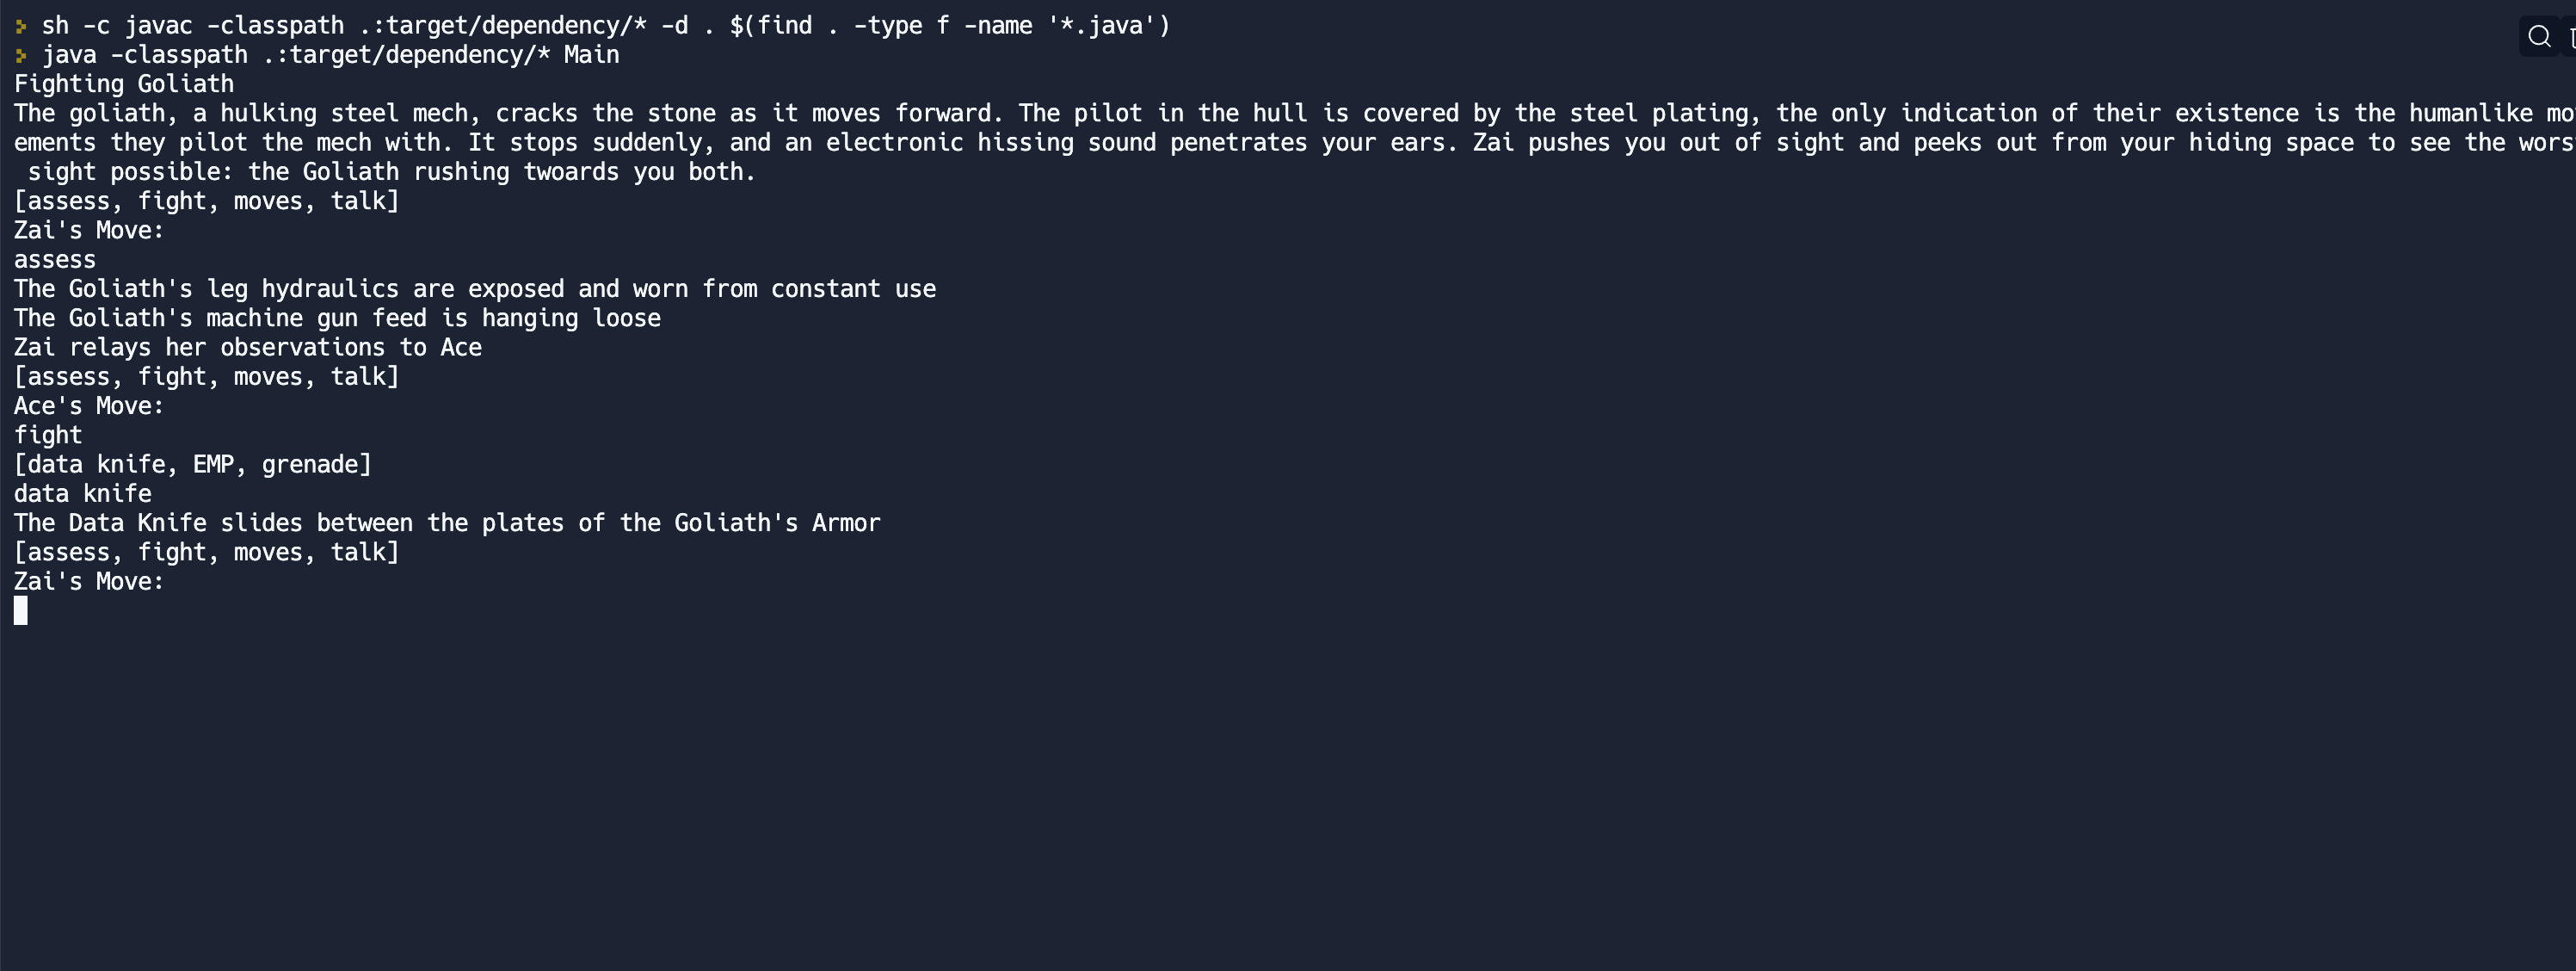 sh -c javac -classpath .:target/dependency/* -d . $(find . -type f -name '*.java')
java -classpath .:target/dependency/* Main
Fighting Goliath
The goliath, a hulking steel mech, cracks the stone as it moves forward. The pilot in the hull is covered by the steel plating, the only indication of their existence is the humanlike mo
ements they pilot the mech with. It stops suddenly, and an electronic hissing sound penetrates your ears. Zai pushes you out of sight and peeks out from your hiding space to see the wors
sight possible: the Goliath rushing twoards you both.
[assess, fight, moves, talk]
Zai's Move:
assess
The Goliath's leg hydraulics are exposed and worn from constant use
The Goliath's machine gun feed is hanging loose
Zai relays her observations to Ace
[assess, fight, moves, talk]
Ace's Move:
fight
[data knife, EMP, grenade]
data knife
The Data Knife slides between the plates of the Goliath's Armor
[assess, fight, moves, talk]
Zai's Move: